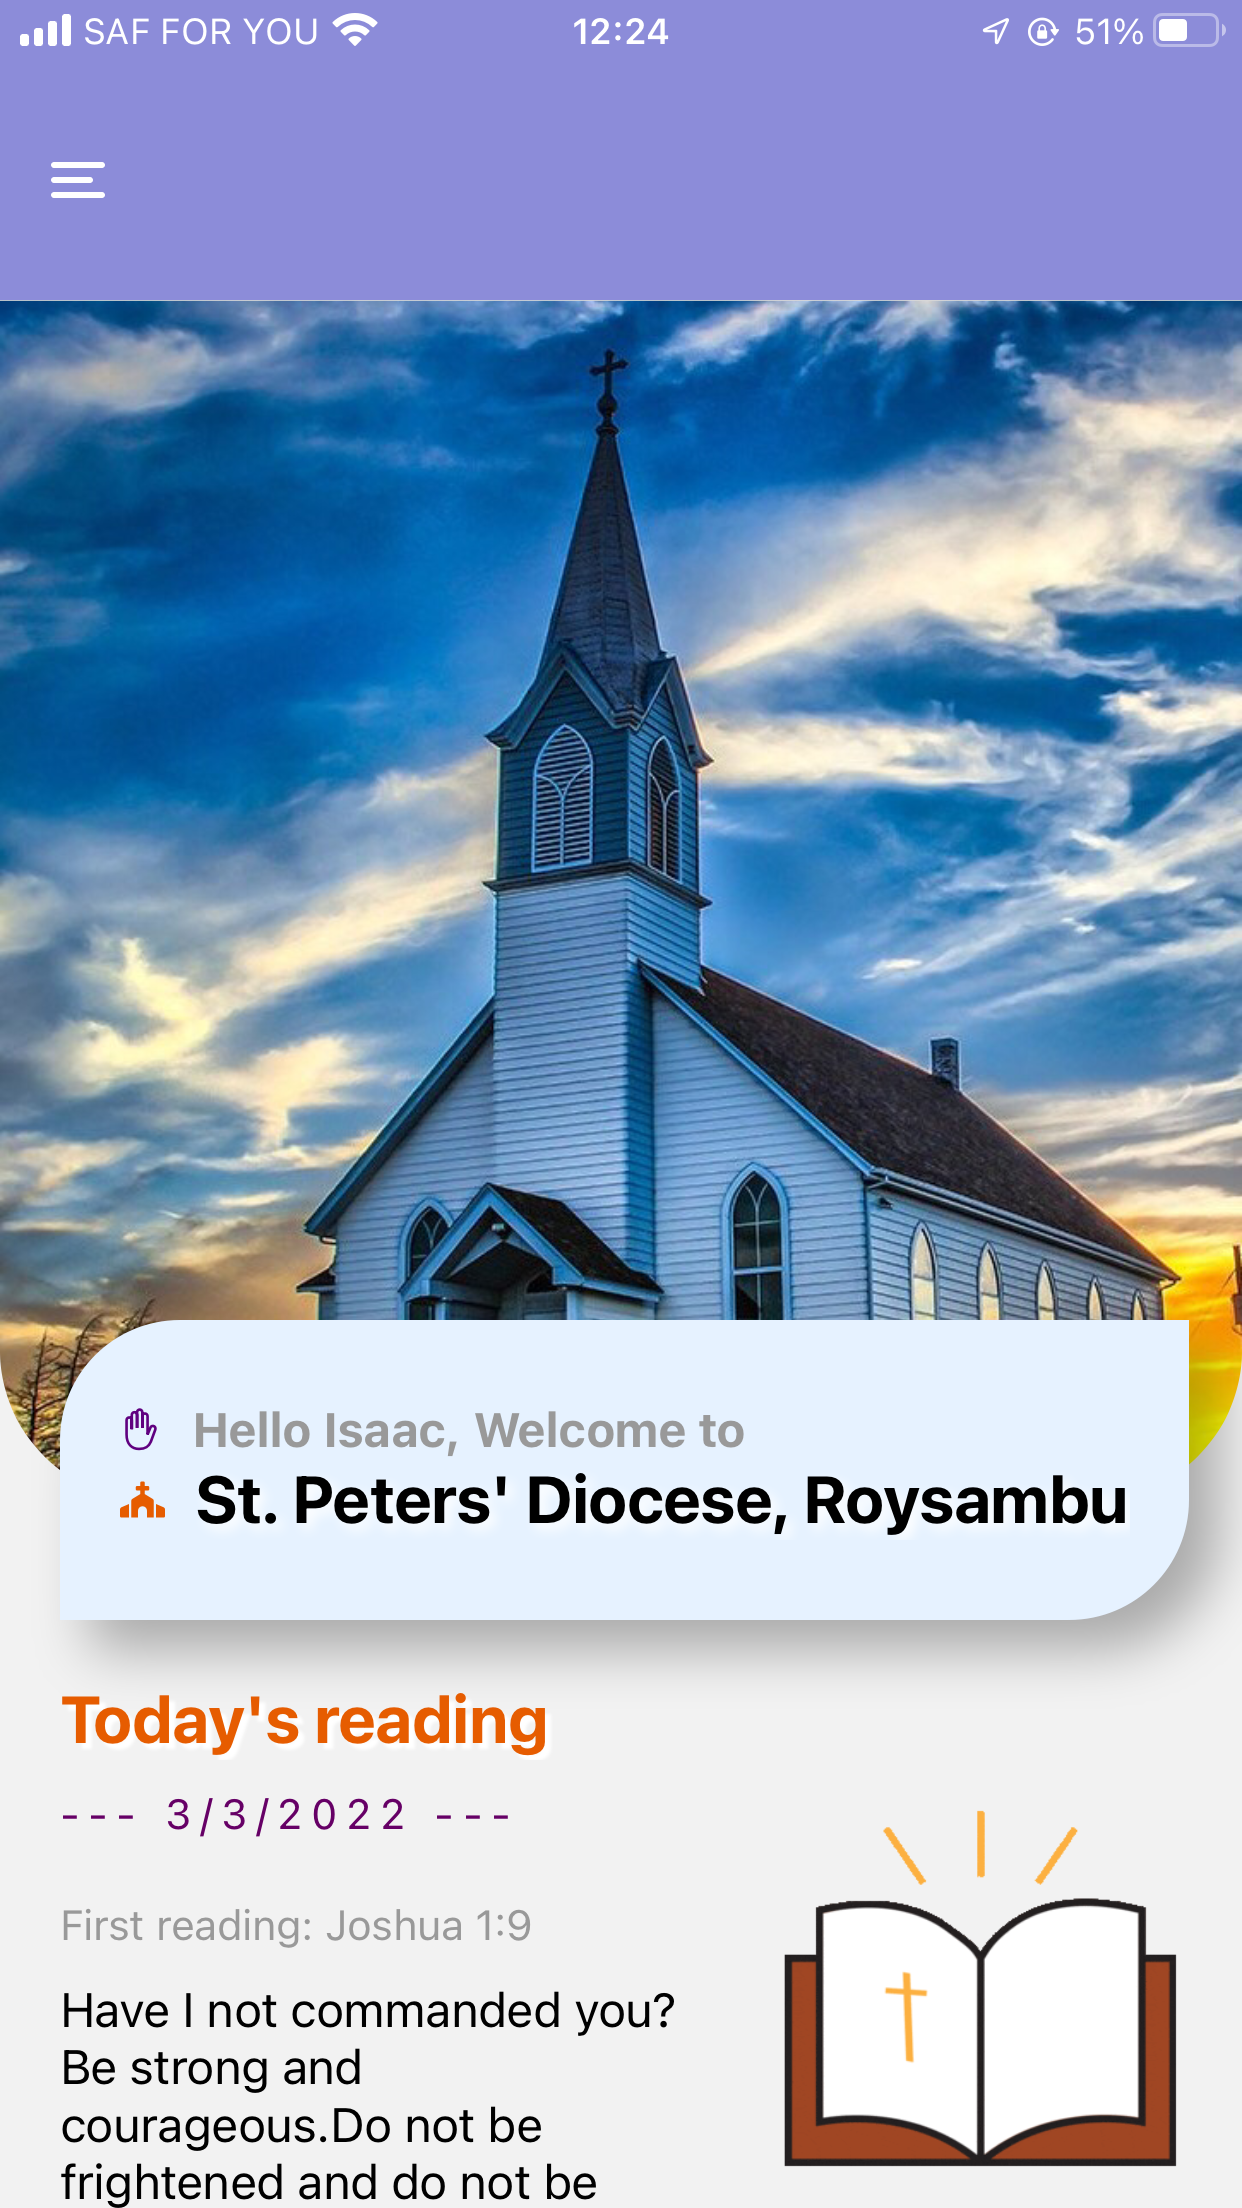 SAF FOR YOU 12:24 51%
Hello Isaac, Welcome to
St. Peters' Diocese, Roysambu
Today's reading
--- 3/3/2022 ---
First reading: Joshua 1:9
Have I not commanded you?
Be strong and
courageous.Do not be
frightened and do not be